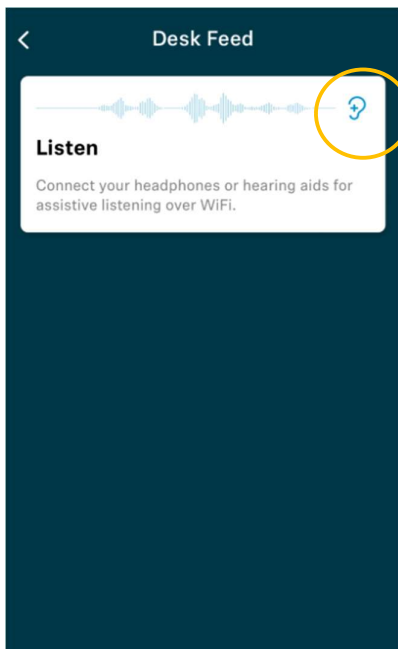 Desk Feed
Listen
Connect your headphones or hearing aids for
assistive listening over WiFi.